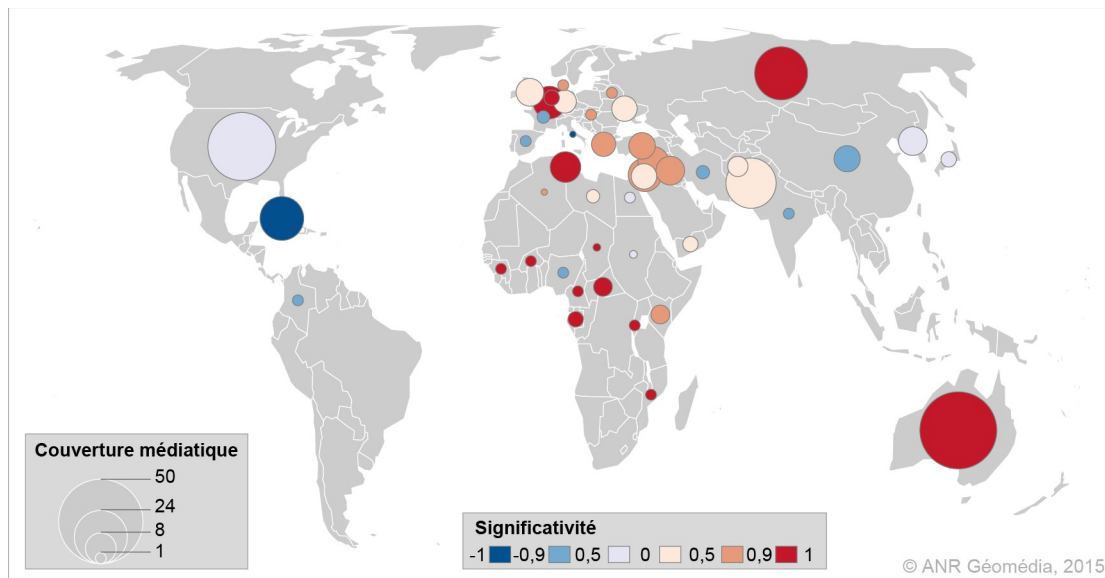 Couverture médiatique
50
24
8
1
Significativité
-1 -0,9 0,5 0 0,5 0,9 1
© ANR Géomédia, 2015